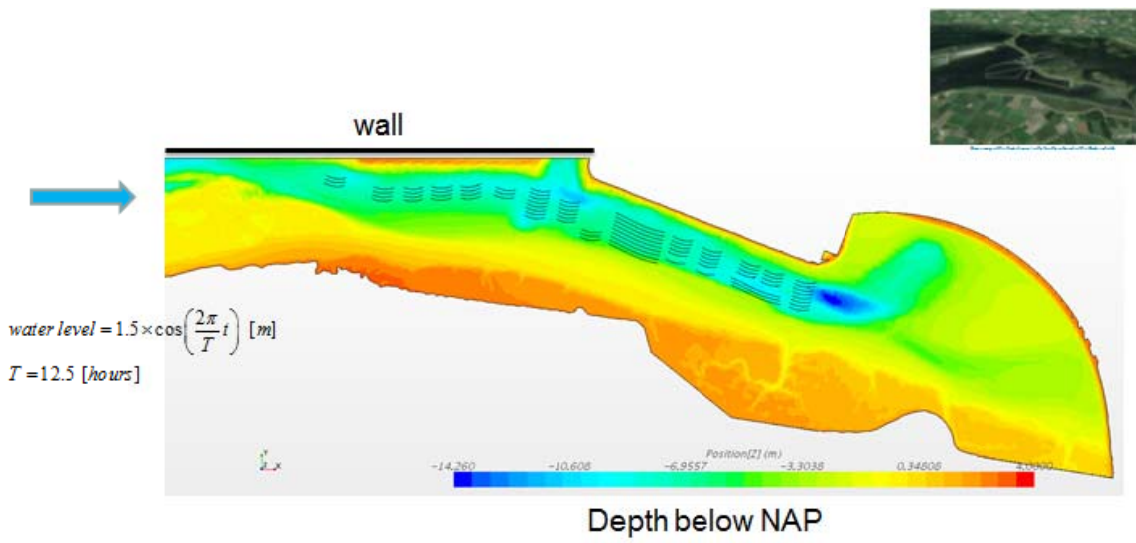 wall
water level = 1.5 × cos(2π/T t) [m]
T = 12.5 [hours]
Y
Z X
Position[Z] (m)
-14.260 -10.608 -6.9557 -3.3038 0.34808 4.0000
Depth below NAP